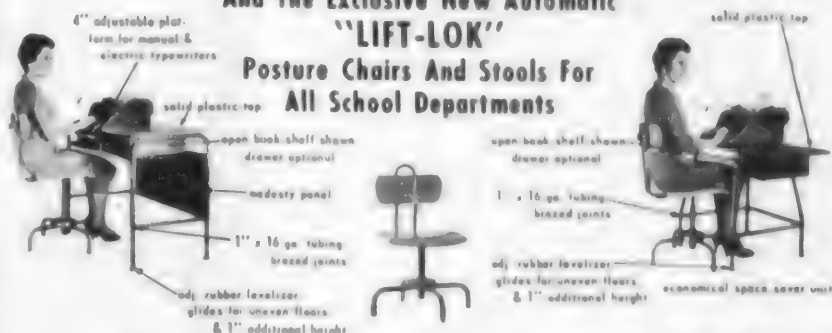 And The Exclusive New Automatic
"LIFT-LOK"
Posture Chairs And Stools For
All School Departments
4" adjustable plat-
form for manual &
electric typewriters
solid plastic top
open book shelf shown
drawer optional
modesty panel
1" x 16 ga. tubing
brazed joints
adj. rubber levelizer
glides for uneven floors
& 1" additional height
solid plastic top
open book shelf shown
drawer optional
1 x 16 ga. tubing
brazed joints
adj. rubber levelizer
glides for uneven floors
& 1" additional height
economical space saver unit